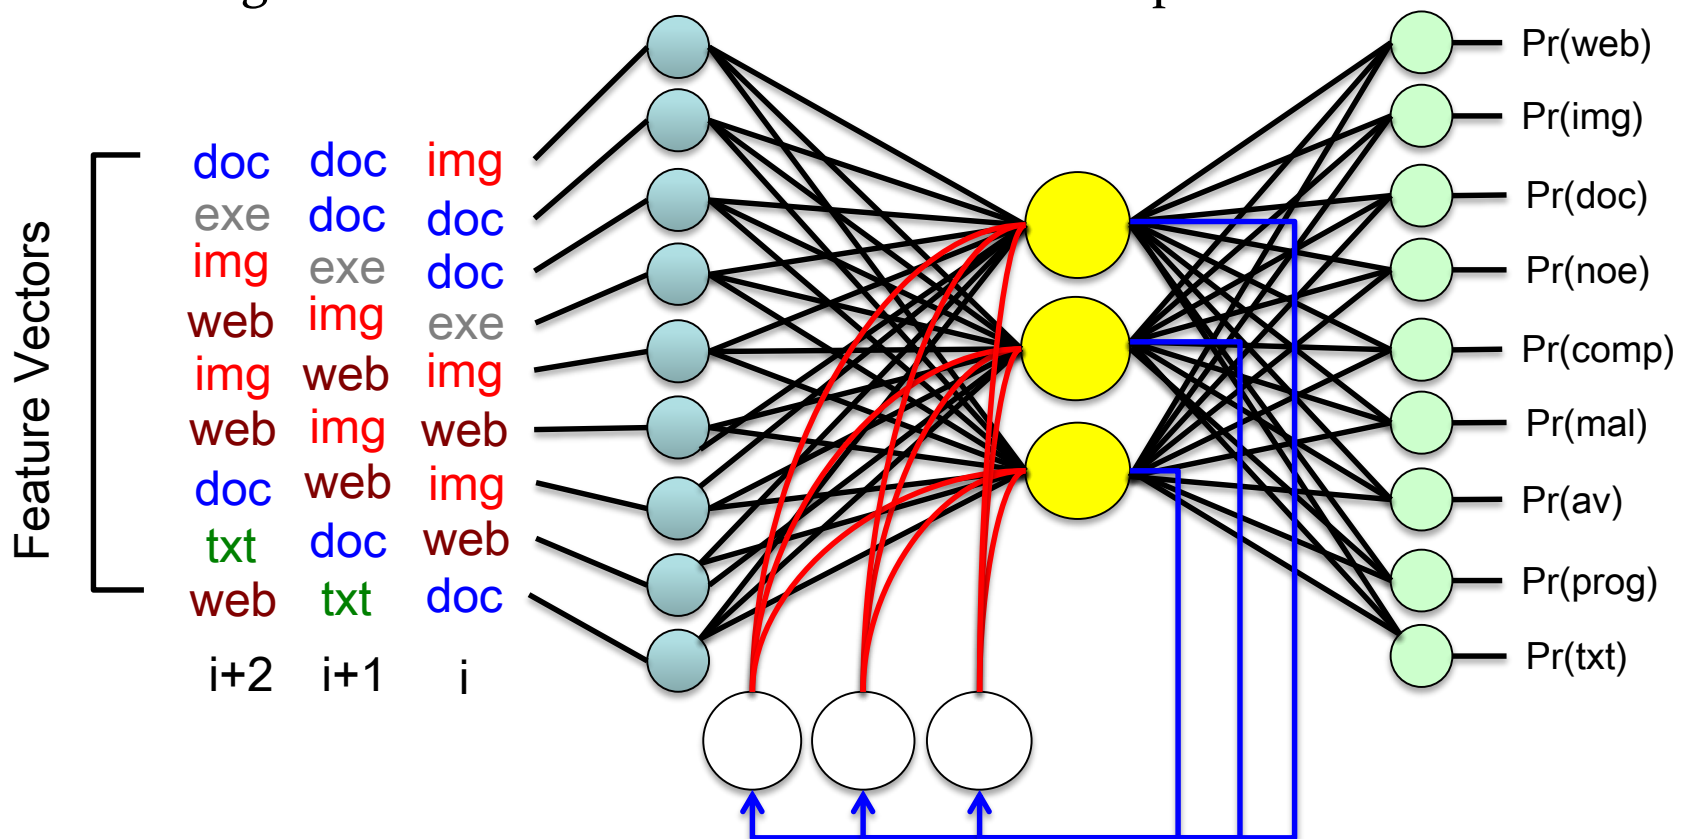 Feature Vectors
doc doc img
exe doc doc
img exe doc
web img exe
img web img
web img web
doc web img
txt doc web
web txt doc
i+2 i+1 i
Pr(web)
Pr(img)
Pr(doc)
Pr(noe)
Pr(comp)
Pr(mal)
Pr(av)
Pr(prog)
Pr(txt)